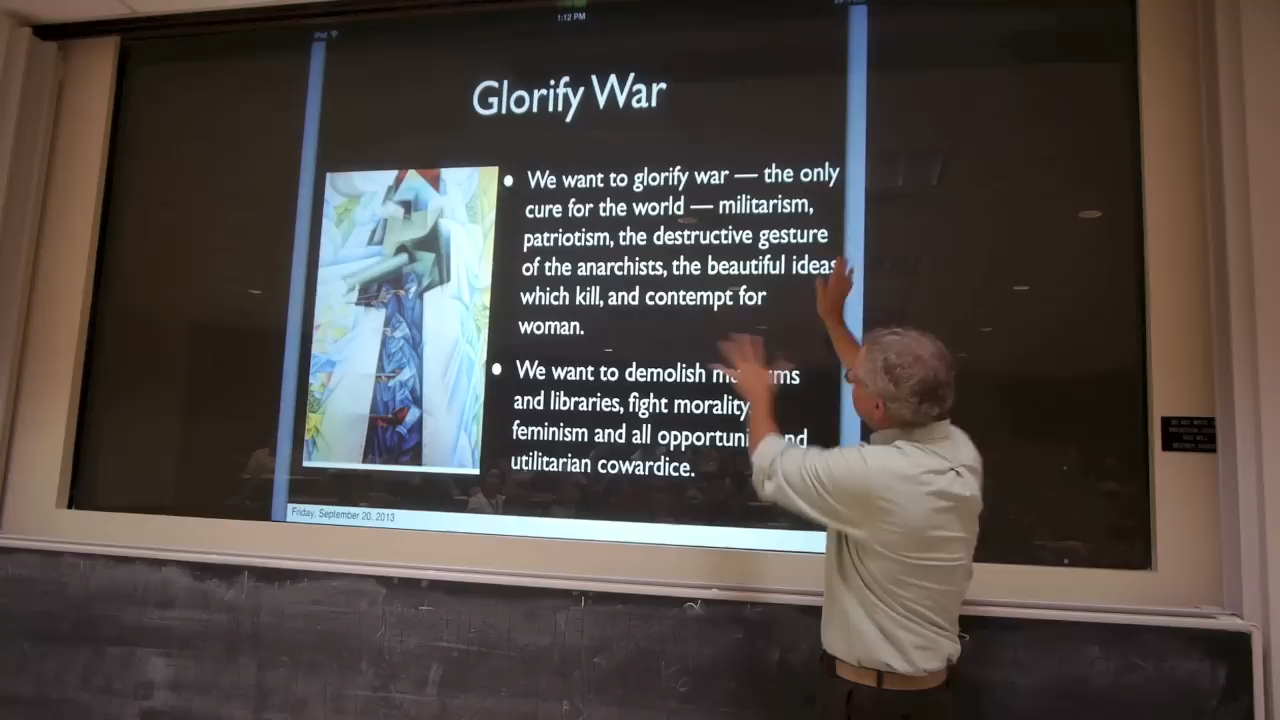 1:12 PM
iPad
Glorify War
• We want to glorify war — the only
cure for the world — militarism,
patriotism, the destructive gesture
of the anarchists, the beautiful ideas
which kill, and contempt for
woman.
• We want to demolish
and libraries, fight morality
feminism and all
utilitarian cowardice.
Friday, September 20, 2013